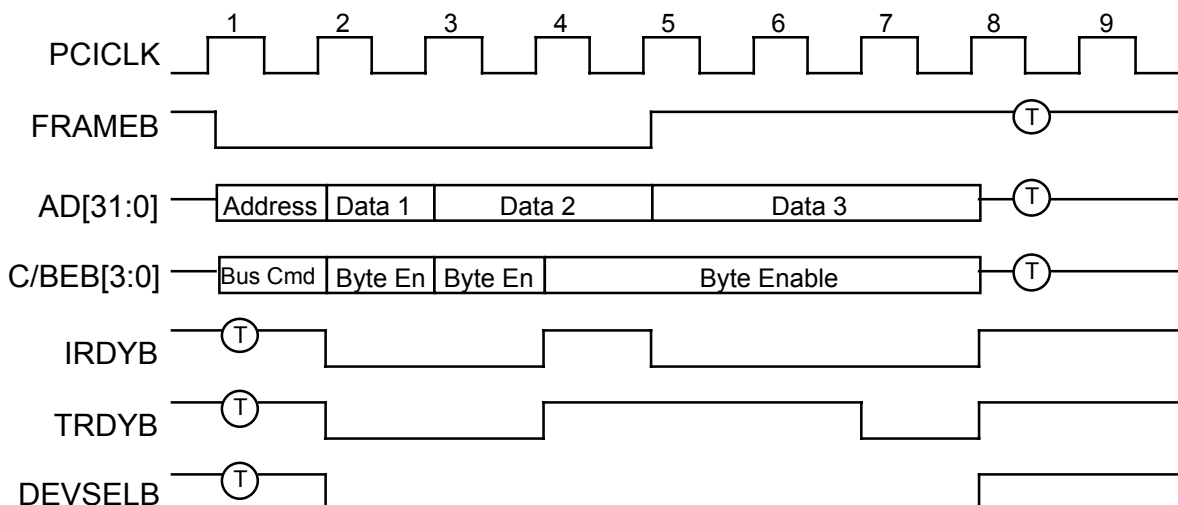 1 2 3 4 5 6 7 8 9
PCICLK
FRAMEB T
AD[31:0] Address Data 1 Data 2 Data 3 T
C/BEB[3:0] Bus Cmd Byte En Byte En Byte Enable T
IRDYB T
TRDYB T
DEVSELB T